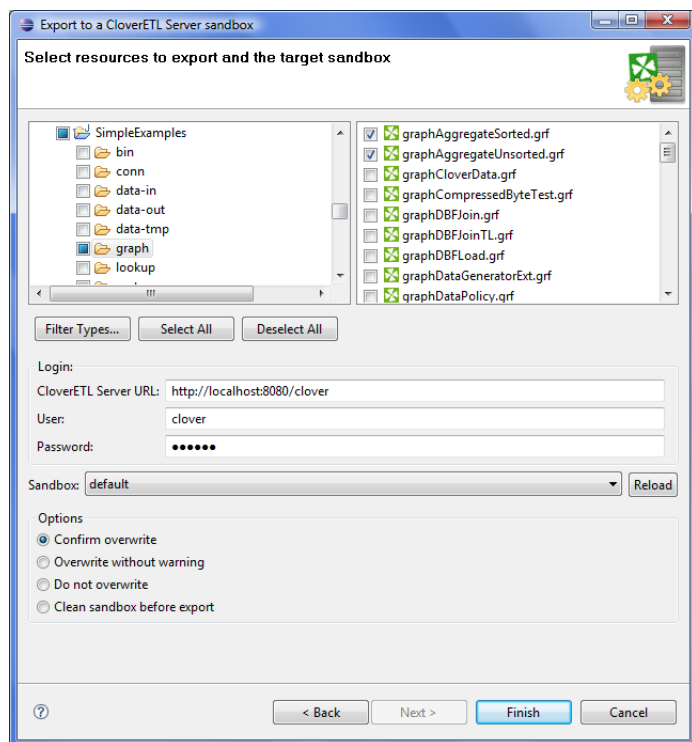 Export to a CloverETL Server sandbox
Select resources to export and the target sandbox
SimpleExamples
bin
conn
data-in
data-out
data-tmp
graph
lookup
graphAggregateSorted.grf
graphAggregateUnsorted.grf
graphCloverData.grf
graphCompressedByteTest.grf
graphDBFJoin.grf
graphDBFJoinTL.grf
graphDBFLoad.grf
graphDataGeneratorExt.grf
graphDataPolicy.grf
Filter Types... Select All Deselect All
Login:
CloverETL Server URL: http://localhost:8080/clover
User: clover
Password: ●●●●●●
Sandbox: default Reload
Options
Confirm overwrite
Overwrite without warning
Do not overwrite
Clean sandbox before export
? < Back Next > Finish Cancel